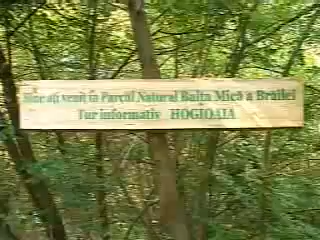 Bine ați venit în Parcul Natural Balta Mică a Brăilei
Tur informativ HOGIOAIA